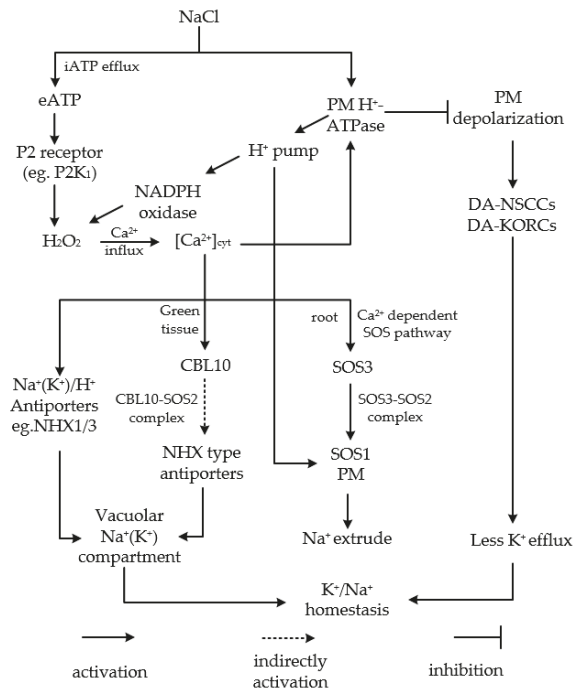 NaCl
iATP efflux
eATP
PM H⁺-
ATPase
PM
depolarization
P2 receptor
(eg. P2K₁)
H⁺ pump
NADPH
oxidase
DA-NSCCs
DA-KORCs
H₂O₂
Ca²⁺
influx
[Ca²⁺]cyt
Green
tissue
root
Ca²⁺ dependent
SOS pathway
CBL10
SOS3
Na⁺(K⁺)/H⁺
Antiporters
eg.NHX1/3
CBL10-SOS2
complex
SOS3-SOS2
complex
NHX type
antiporters
SOS1
PM
Vacuolar
Na⁺(K⁺)
compartment
Na⁺ extrude
Less K⁺ efflux
K⁺/Na⁺
homestasis
activation
indirectly
activation
inhibition